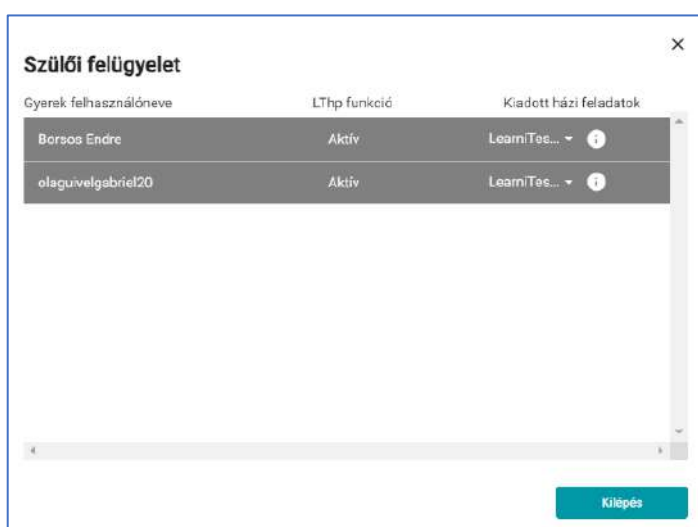 Szülői felügyelet
Gyerek felhasználóneve LThp funkció Kiadott házi feladatok
Borsos Endre Aktív LearniTes...
olaguivelgabriel20 Aktív LearniTes...
Kilépés